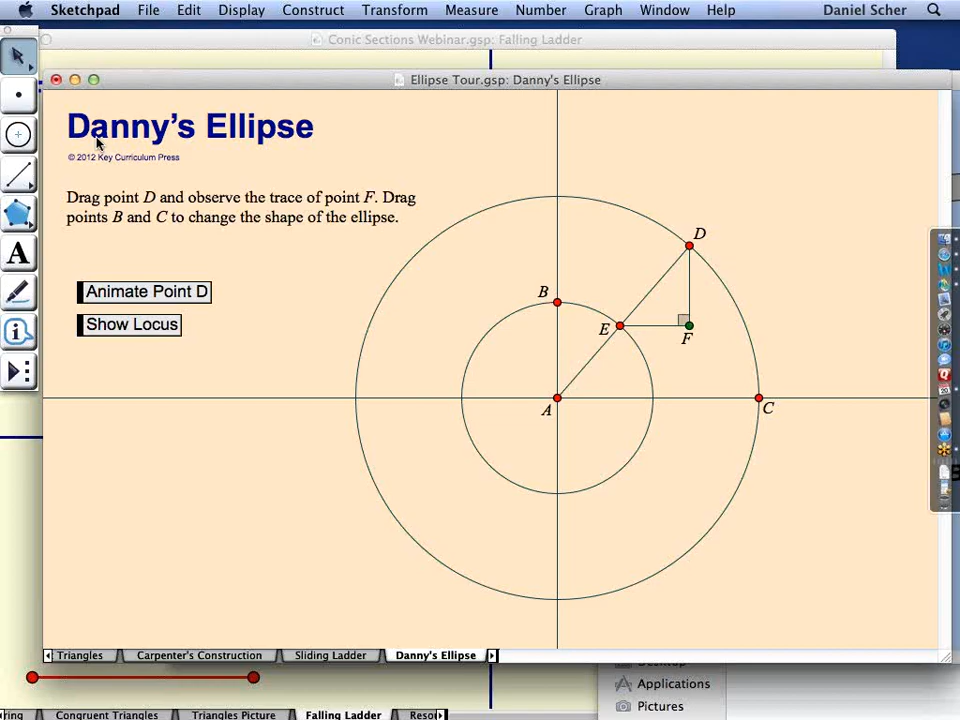 Sketchpad File Edit Display Construct Transform Measure Number Graph Window Help Daniel Scher
Conic Sections Webinar.gsp: Falling Ladder
Ellipse Tour.gsp: Danny's Ellipse
Danny's Ellipse
© 2012 Key Curriculum Press
Drag point D and observe the trace of point F. Drag
points B and C to change the shape of the ellipse.
Animate Point D
Show Locus
D
B
E
F
A
C
A
Triangles Carpenter's Construction Sliding Ladder Danny's Ellipse
Applications
Pictures
Congruent Triangles Triangles Picture Falling Ladder